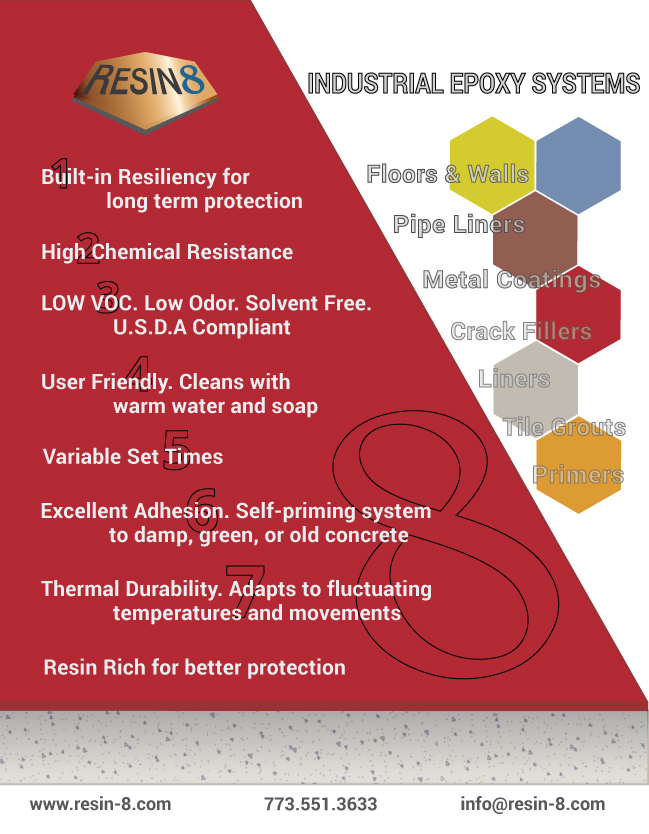 RESIN8
INDUSTRIAL EPOXY SYSTEMS
1
Built-in Resiliency for
long term protection
2
High Chemical Resistance
3
LOW VOC. Low Odor. Solvent Free.
U.S.D.A Compliant
4
User Friendly. Cleans with
warm water and soap
5
Variable Set Times
6
Excellent Adhesion. Self-priming system
to damp, green, or old concrete
7
Thermal Durability. Adapts to fluctuating
temperatures and movements
8
Resin Rich for better protection
Floors & Walls
Pipe Liners
Metal Coatings
Crack Fillers
Liners
Tile Grouts
Primers
www.resin-8.com
773.551.3633
info@resin-8.com